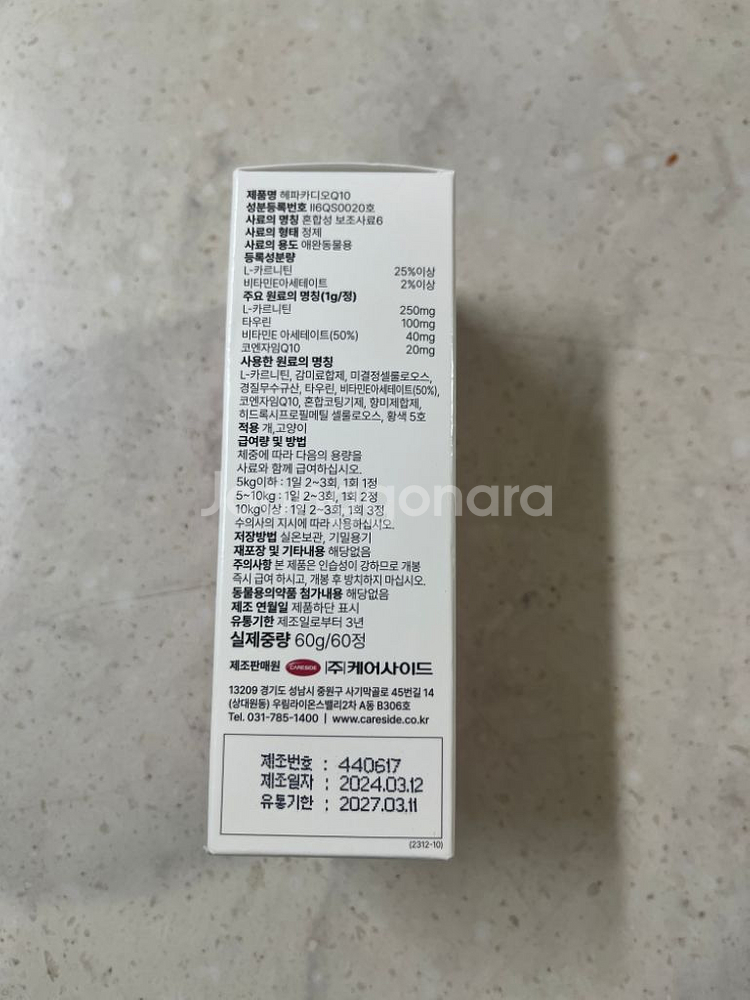 제품명 헤파카디오Q10
성분등록번호 II6QS0020호
사료의 명칭 혼합성 보조사료6
사료의 형태 정제
사료의 용도 애완동물용
등록성분량
L-카르니틴 25%이상
비타민E아세테이트 2%이상
주요 원료의 명칭(1g/정)
L-카르니틴 250mg
타우린 100mg
비타민E 아세테이트(50%) 40mg
코엔자임Q10 20mg
사용한 원료의 명칭
L-카르니틴, 감미료합제, 미결정셀룰로오스,
경질무수규산, 타우린, 비타민E아세테이트(50%),
코엔자임Q10, 혼합코팅기제, 향미제합제,
히드록시프로필메틸 셀룰로오스, 황색 5호
적용 개,고양이
급여량 및 방법
체중에 따라 다음의 용량을
사료와 함께 급여하십시오.
5kg이하 : 1일 2~3회, 1회 1정
5~10kg : 1일 2~3회, 1회 2정
10kg이상 : 1일 2~3회, 1회 3정
수의사의 지시에 따라 사용하십시오.
저장방법 실온보관, 기밀용기
재포장 및 기타내용 해당없음
주의사항 본 제품은 인습성이 강하므로 개봉
즉시 급여 하시고, 개봉 후 방치하지 마십시오.
동물용의약품 첨가내용 해당없음
제조 연월일 제품하단 표시
유통기한 제조일로부터 3년
실제중량 60g/60정
제조판매원 CARESIDE (주)케어사이드
13209 경기도 성남시 중원구 사기막골로 45번길 14
(상대원동) 우림라이온스밸리2차 A동 B306호
Tel. 031-785-1400 | www.careside.co.kr
제조번호 : 440617
제조일자 : 2024.03.12
유통기한 : 2027.03.11
(2312-10)